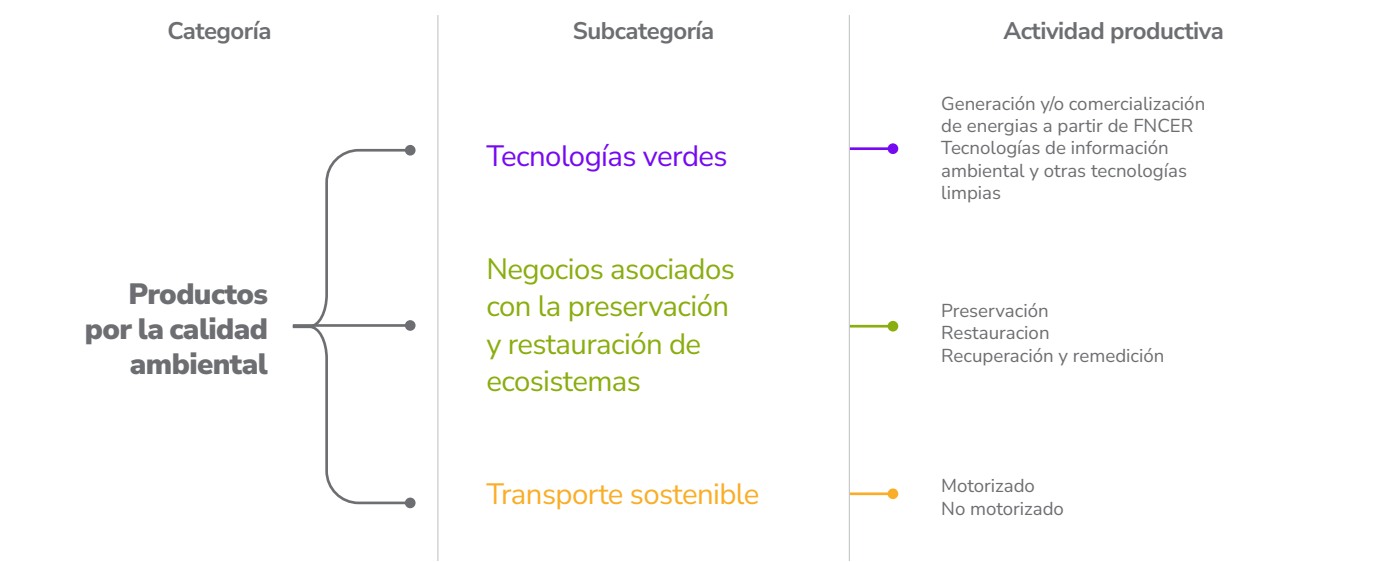 Categoría
Subcategoría
Actividad productiva
Productos
por la calidad
ambiental
Tecnologías verdes
Generación y/o comercialización
de energias a partir de FNCER
Tecnologías de información
ambiental y otras tecnologías
limpias
Negocios asociados
con la preservación
y restauración de
ecosistemas
Preservación
Restauracion
Recuperación y remedición
Transporte sostenible
Motorizado
No motorizado